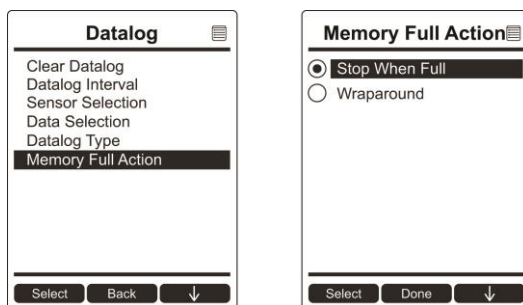 Datalog
Clear Datalog
Datalog Interval
Sensor Selection
Data Selection
Datalog Type
Memory Full Action
Select Back ↓
Memory Full Action
Stop When Full
Wraparound
Select Done ↓